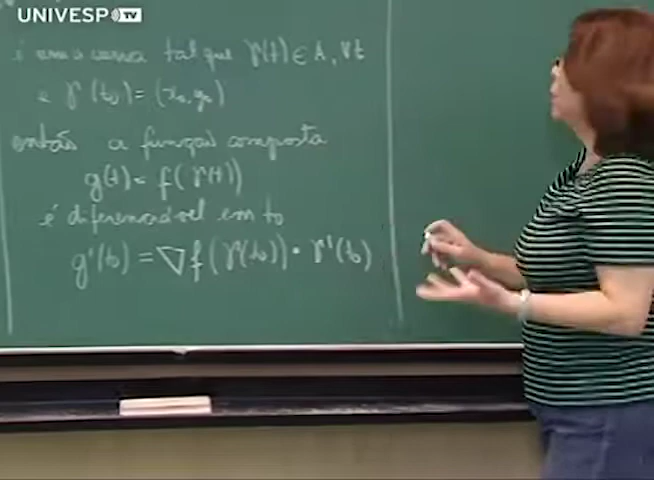 UNIVESP TV
é uma curva tal que γ(t) ∈ A, ∀t
e γ(t₀) = (x₀, y₀)
então a função composta
g(t) = f(γ(t))
é diferenciável em t₀
g'(t₀) = ∇f(γ(t₀)) • γ'(t₀)